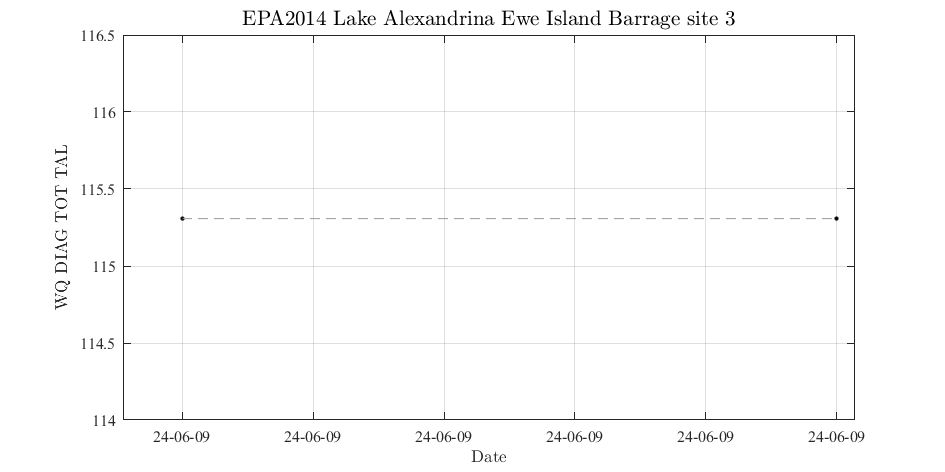 EPA2014 Lake Alexandrina Ewe Island Barrage site 3
116.5
116
115.5
115
114.5
114
WQ DIAG TOT TAL
24-06-09 24-06-09 24-06-09 24-06-09 24-06-09 24-06-09
Date